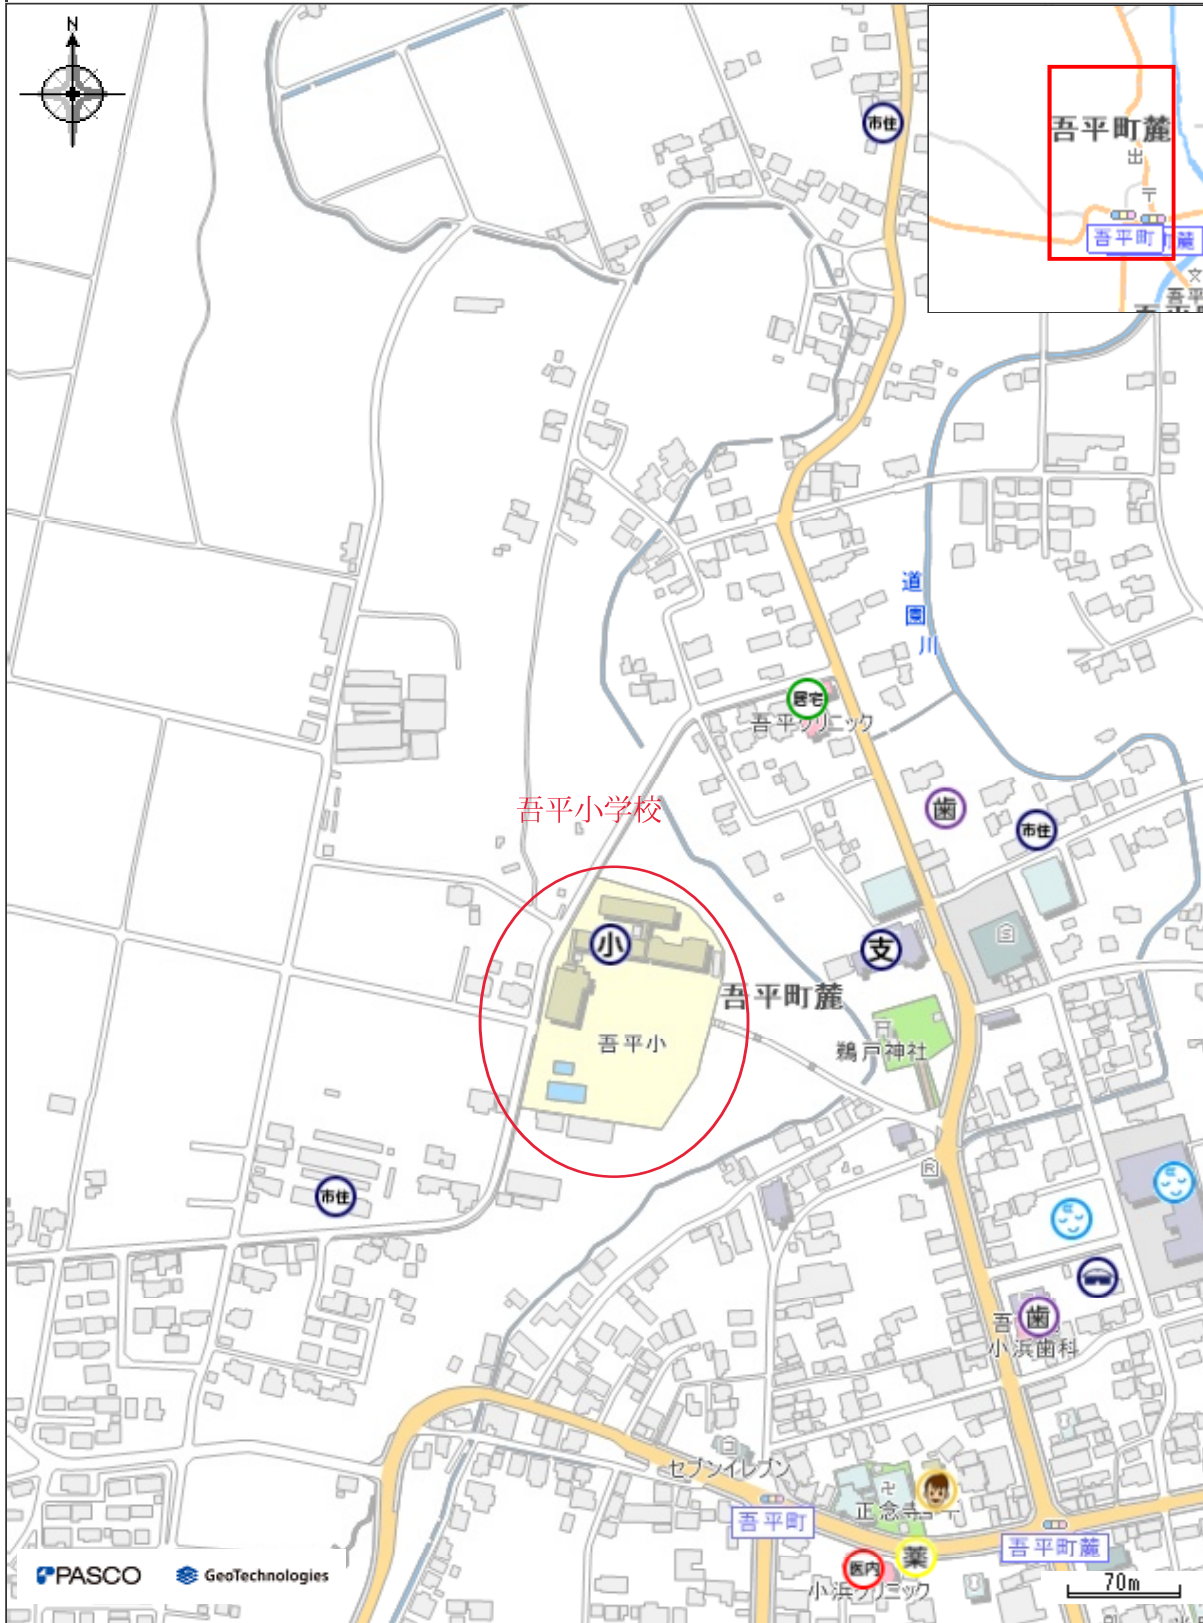 N
市住
吾平町麓
吾平町
麓
吾平
道園川
居宅
吾平クリニック
吾平小学校
歯
市住
小
支
吾平町麓
吾平小
鵜戸神社
R
市住
歯
吾
小浜歯科
セブンイレブン
正念寺
吾平町
吾平町麓
薬
医内
小浜クリニック
PASCO
GeoTechnologies
70m